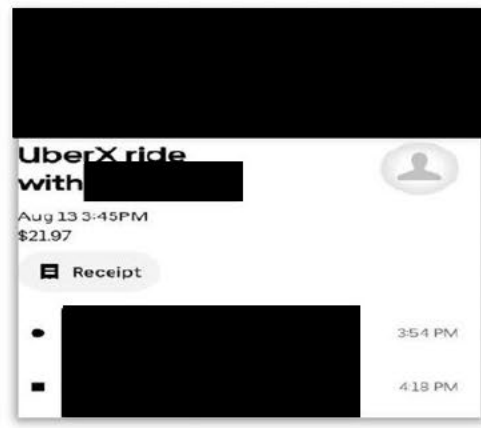 UberX ride
with
Aug 13 3:45PM
$21.97
Receipt
3:54 PM
4:18 PM